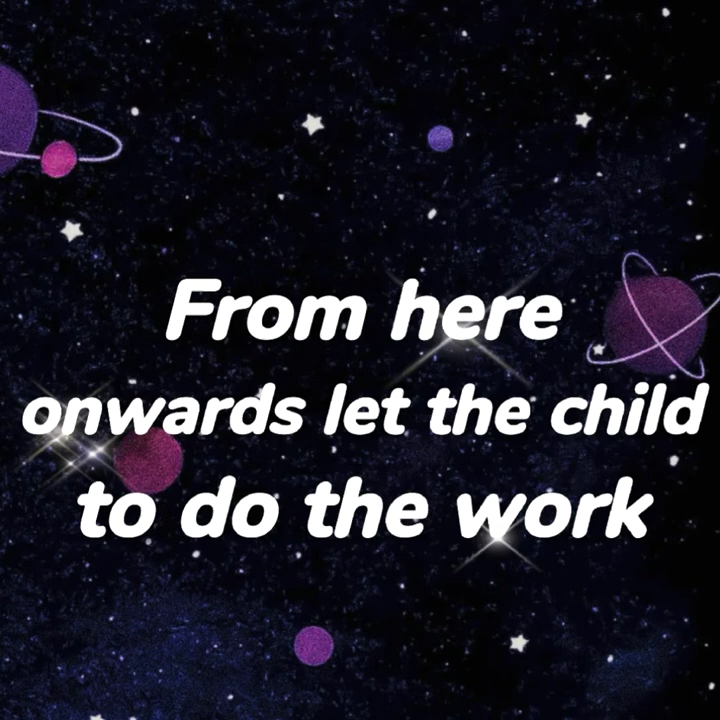 From here
onwards let the child
to do the work